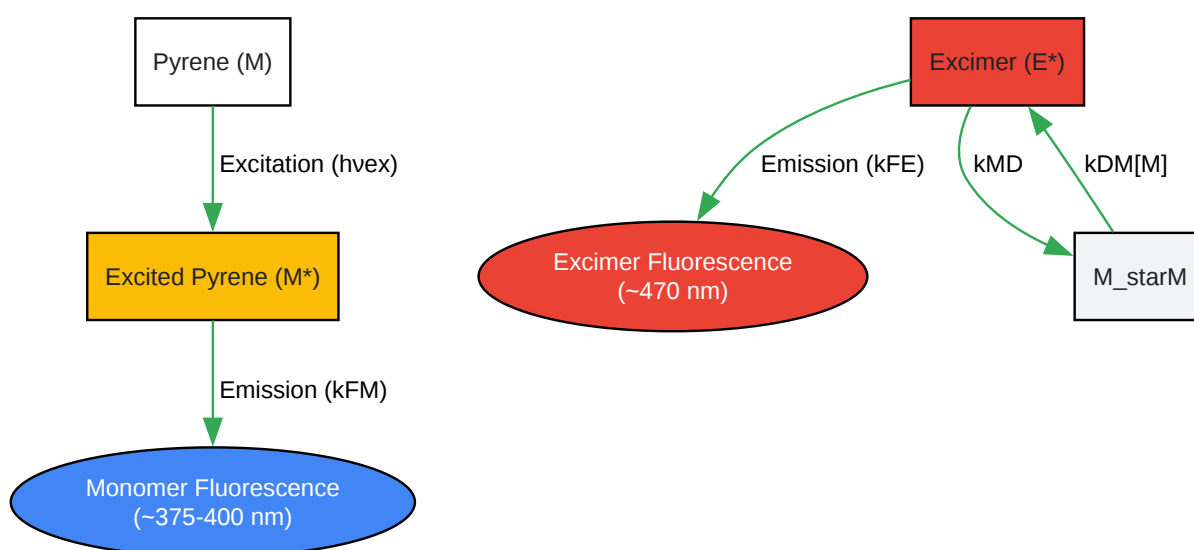 Pyrene (M)
Excitation (hνex)
Excited Pyrene (M*)
Emission (kFM)
Monomer Fluorescence
(~375-400 nm)
Excimer (E*)
Emission (kFE)
kMD
kDM[M]
Excimer Fluorescence
(~470 nm)
M_starM